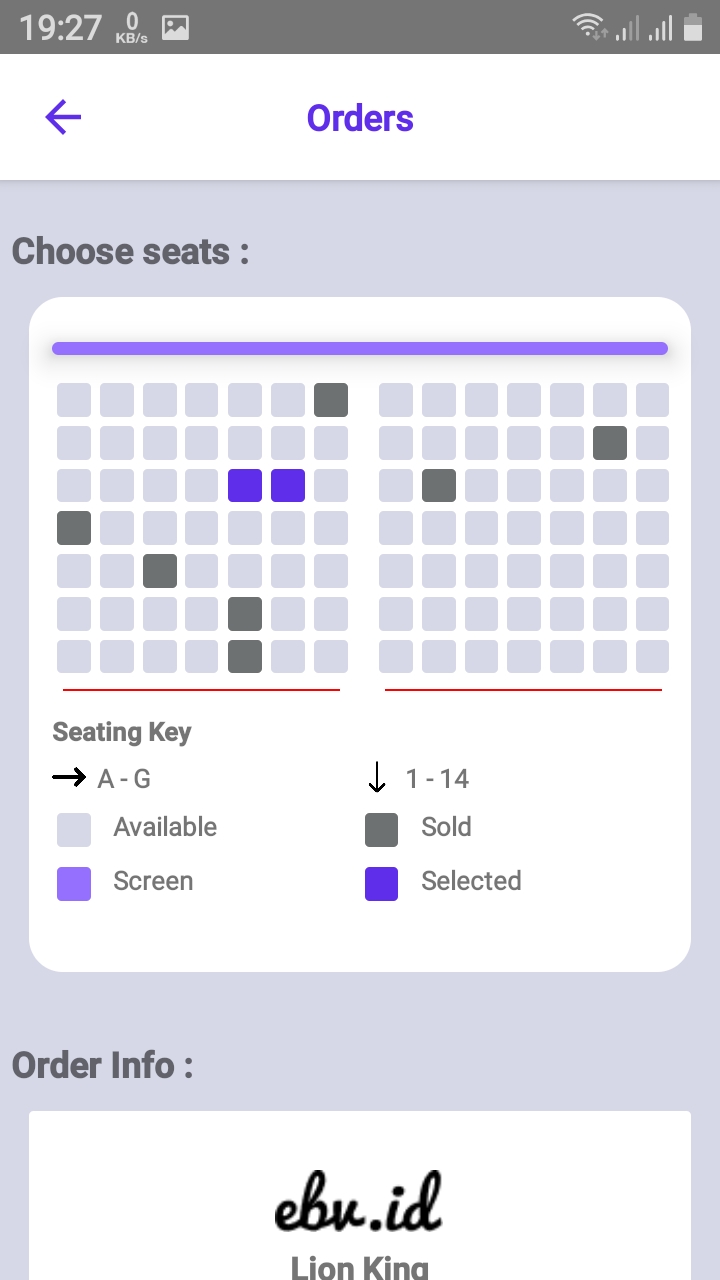 19:27 0 KB/s
Orders
Choose seats :
Seating Key
A - G 1 - 14
Available Sold
Screen Selected
Order Info :
ebv.id
Lion King